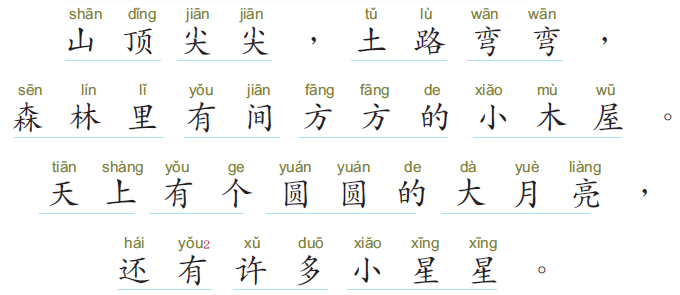 shān dǐng jiān jiān tǔ lù wān wān
山顶尖尖，土路弯弯，
sēn lín lǐ yǒu jiān fāng fāng de xiǎo mù wū
森林里有间方方的小木屋。
tiān shàng yǒu ge yuán yuán de dà yuè liàng
天上有个圆圆的大月亮，
hái yǒu2 xǔ duō xiǎo xīng xīng
还有许多小星星。